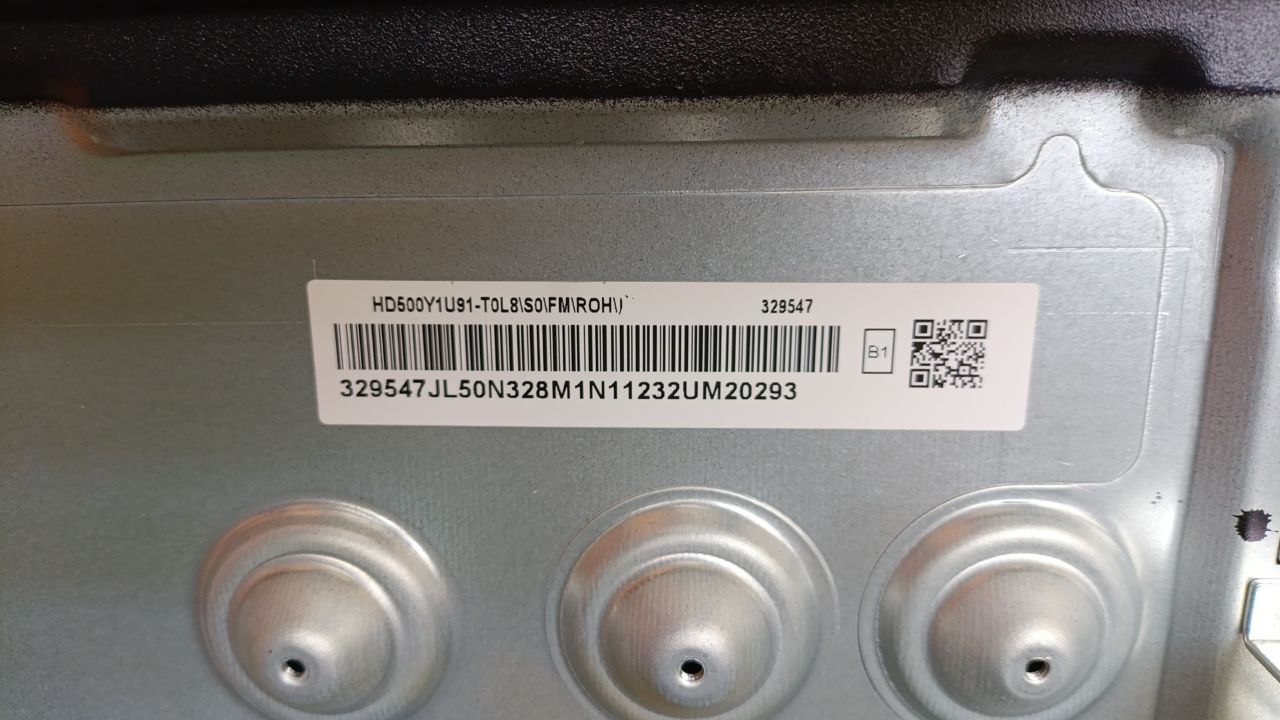 HD500Y1U91-T0L8\S0\FM\ROH\)
329547
B1
329547JL50N328M1N11232UM20293